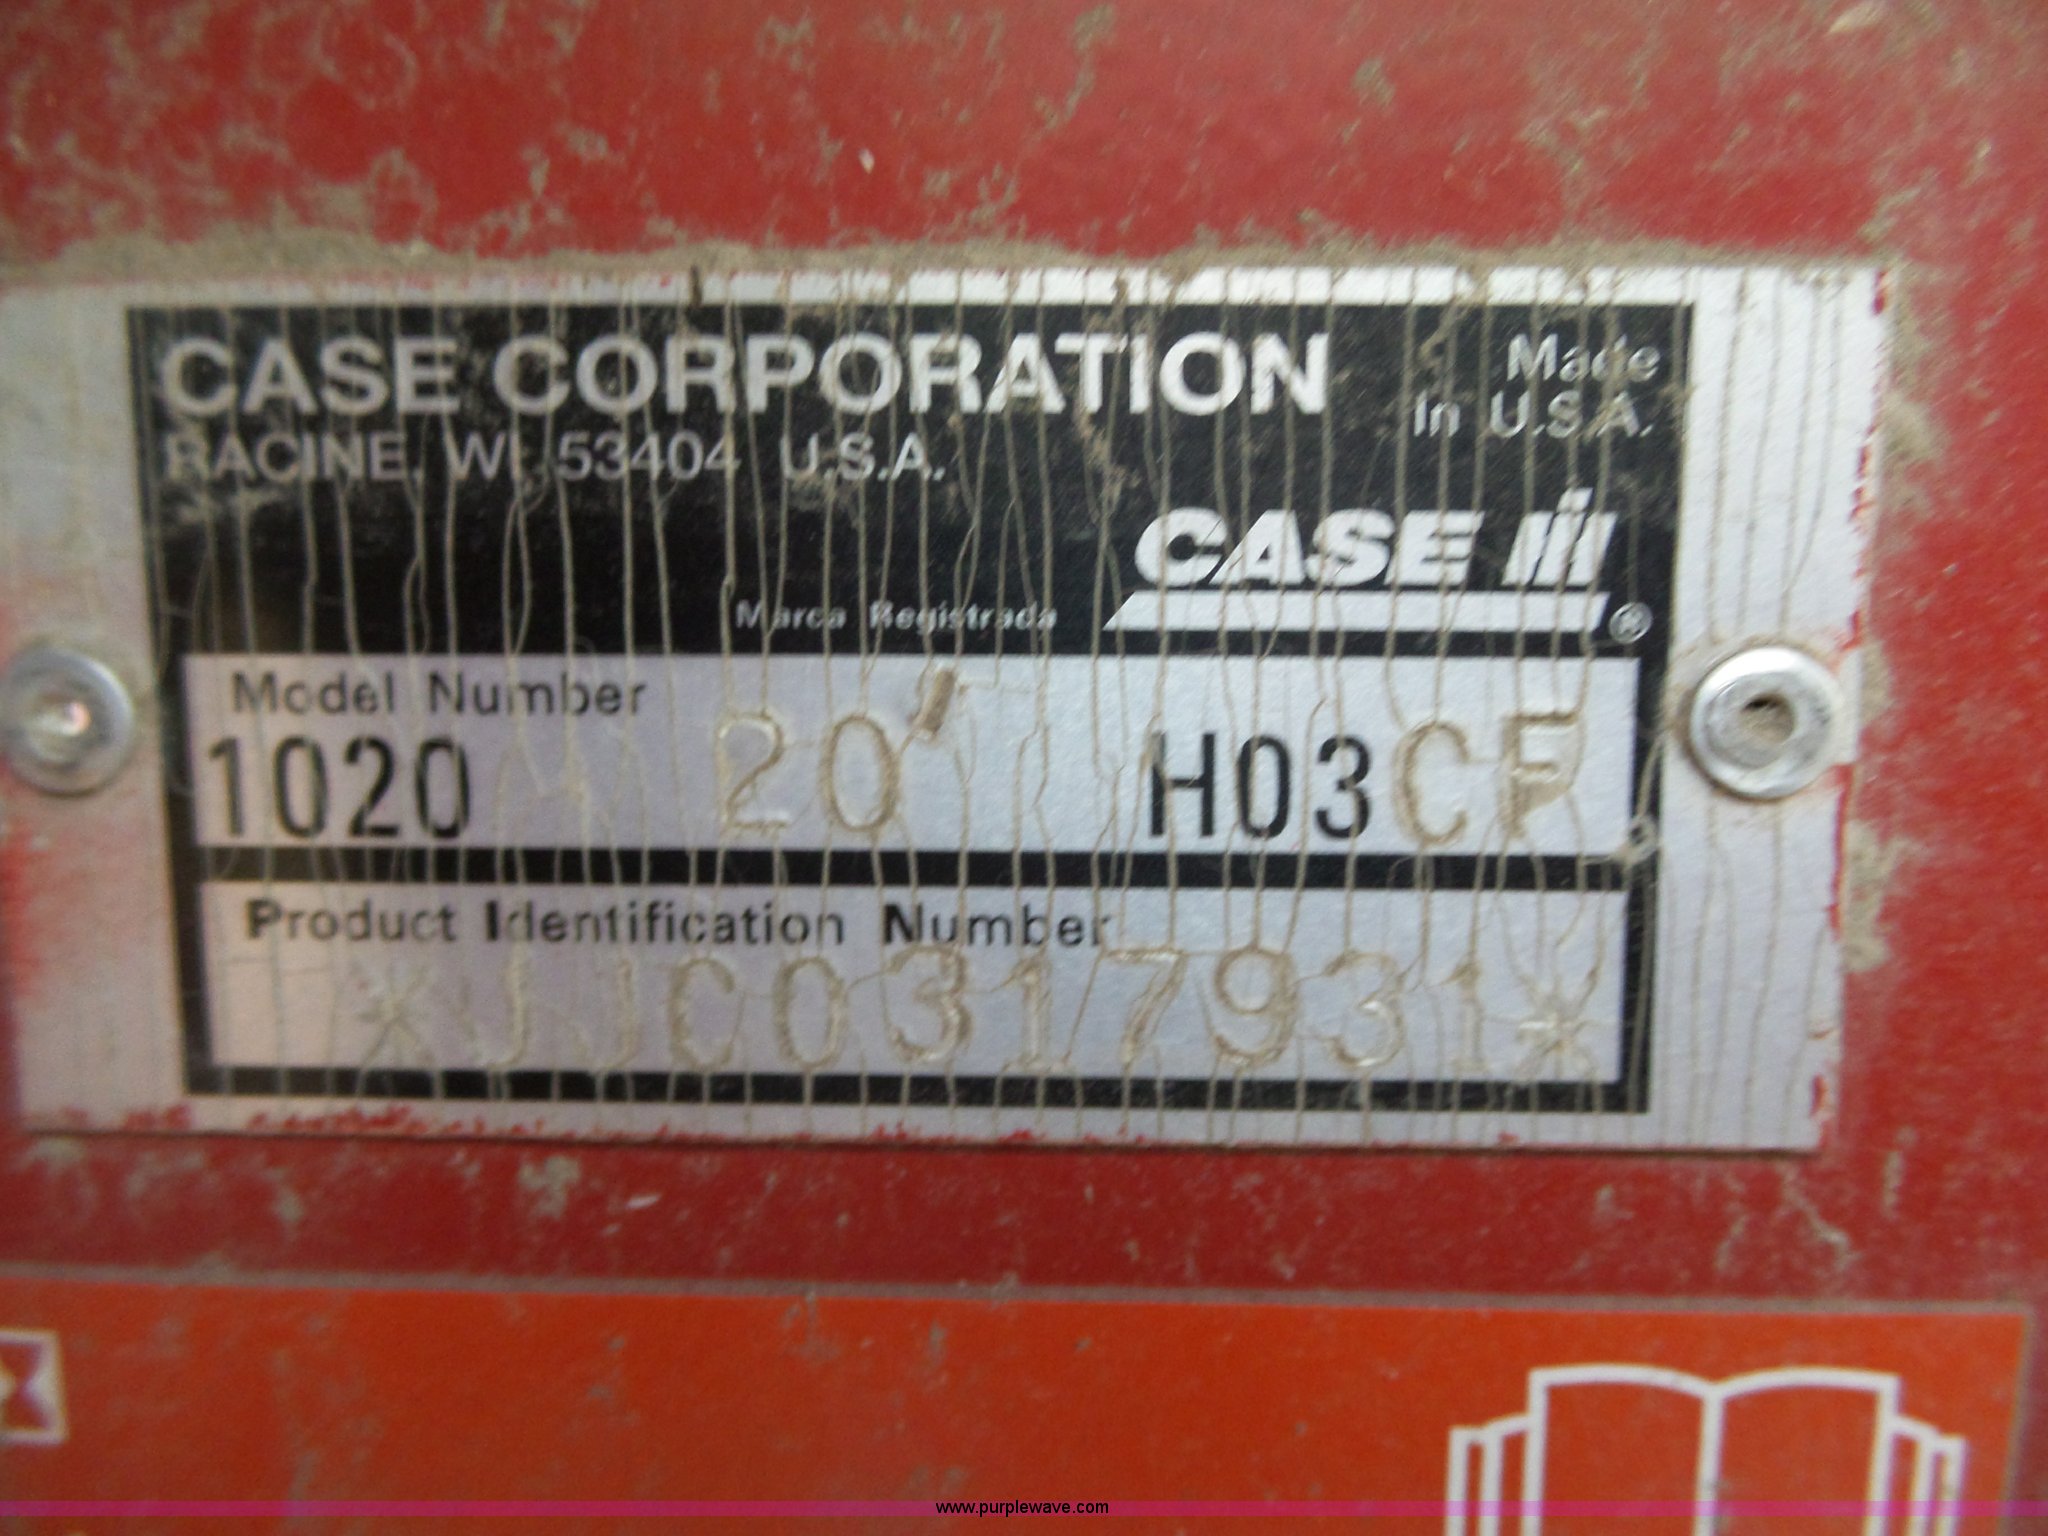 CASE CORPORATION
Made
In U.S.A.
RACINE, WI. 53404 U.S.A.
CASE IH
Marca Registrada ®
Model Number
1020 20' H03CF
Product Identification Number
*JJC0317931*
www.purplewave.com